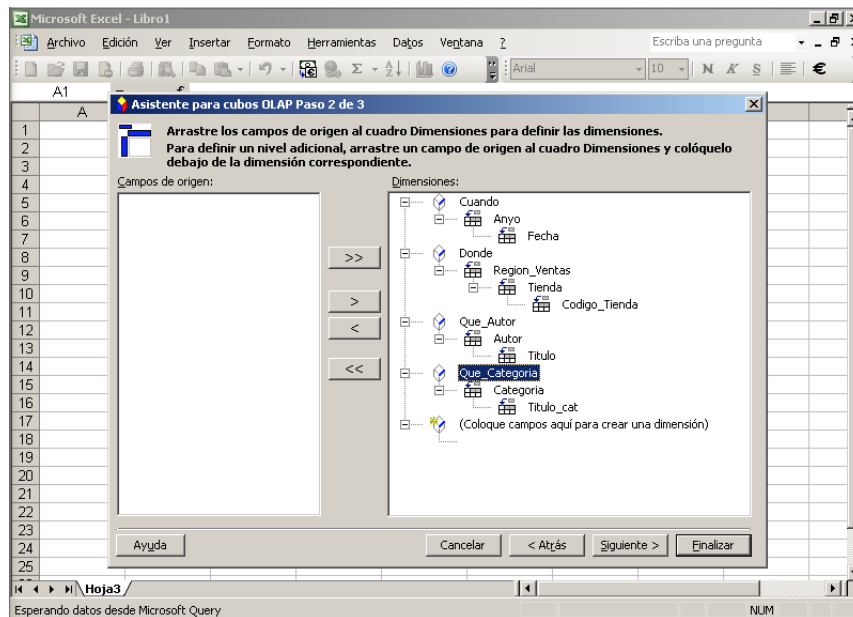 Microsoft Excel - Libro1
Archivo Edición Ver Insertar Formato Herramientas Datos Ventana ? Escriba una pregunta
Arial 10 N K S €
A1
A
Asistente para cubos OLAP Paso 2 de 3
Arrastre los campos de origen al cuadro Dimensiones para definir las dimensiones.
Para definir un nivel adicional, arrastre un campo de origen al cuadro Dimensiones y colóquelo
debajo de la dimensión correspondiente.
Campos de origen: Dimensiones:
1
2
3
4
5
6
7
8
9
10
11
12
13
14
15
16
17
18
19
20
21
22
23
24
25
Cuando
Anyo
Fecha
Donde
Region_Ventas
Tienda
Codigo_Tienda
Que_Autor
Autor
Titulo
Que_Categoria
Categoria
Titulo_cat
(Coloque campos aquí para crear una dimensión)
>>
>
<
<<
Ayuda Cancelar < Atrás Siguiente > Finalizar
Hoja3
Esperando datos desde Microsoft Query NUM